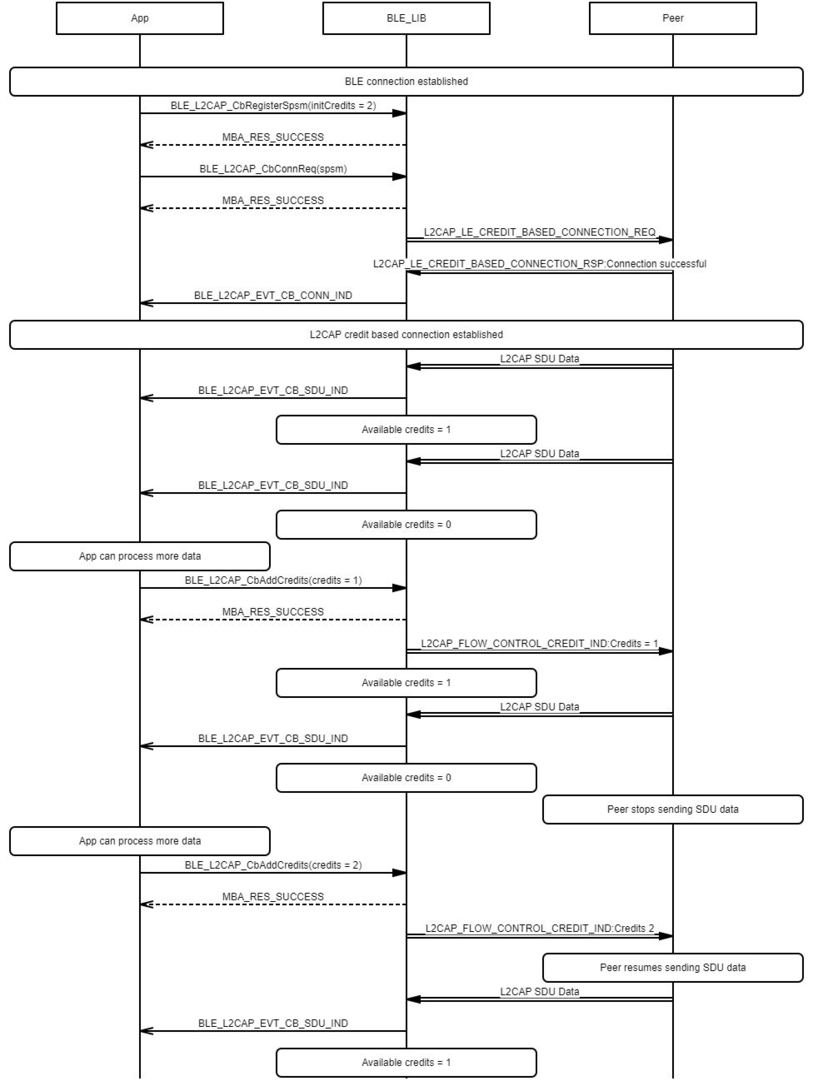 App
BLE_LIB
Peer
BLE connection established
BLE_L2CAP_CbRegisterSpsm(initCredits = 2)
MBA_RES_SUCCESS
BLE_L2CAP_CbConnReq(spsm)
MBA_RES_SUCCESS
L2CAP_LE_CREDIT_BASED_CONNECTION_REQ
L2CAP_LE_CREDIT_BASED_CONNECTION_RSP:Connection successful
BLE_L2CAP_EVT_CB_CONN_IND
L2CAP credit based connection established
L2CAP SDU Data
BLE_L2CAP_EVT_CB_SDU_IND
Available credits = 1
L2CAP SDU Data
BLE_L2CAP_EVT_CB_SDU_IND
Available credits = 0
App can process more data
BLE_L2CAP_CbAddCredits(credits = 1)
MBA_RES_SUCCESS
L2CAP_FLOW_CONTROL_CREDIT_IND:Credits = 1
Available credits = 1
L2CAP SDU Data
BLE_L2CAP_EVT_CB_SDU_IND
Available credits = 0
Peer stops sending SDU data
App can process more data
BLE_L2CAP_CbAddCredits(credits = 2)
MBA_RES_SUCCESS
L2CAP_FLOW_CONTROL_CREDIT_IND:Credits 2
Peer resumes sending SDU data
L2CAP SDU Data
BLE_L2CAP_EVT_CB_SDU_IND
Available credits = 1